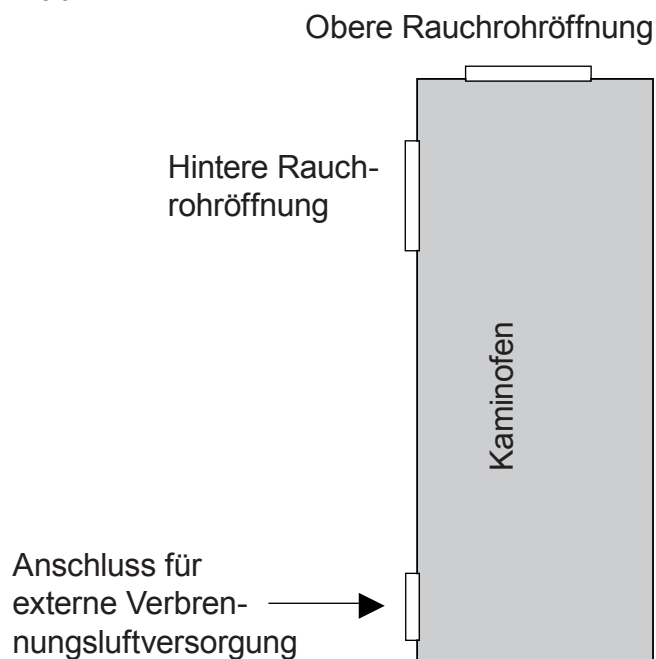 Obere Rauchrohröffnung
Hintere Rauch-
rohröffnung
Kaminofen
Anschluss für
externe Verbren-
nungsluftversorgung